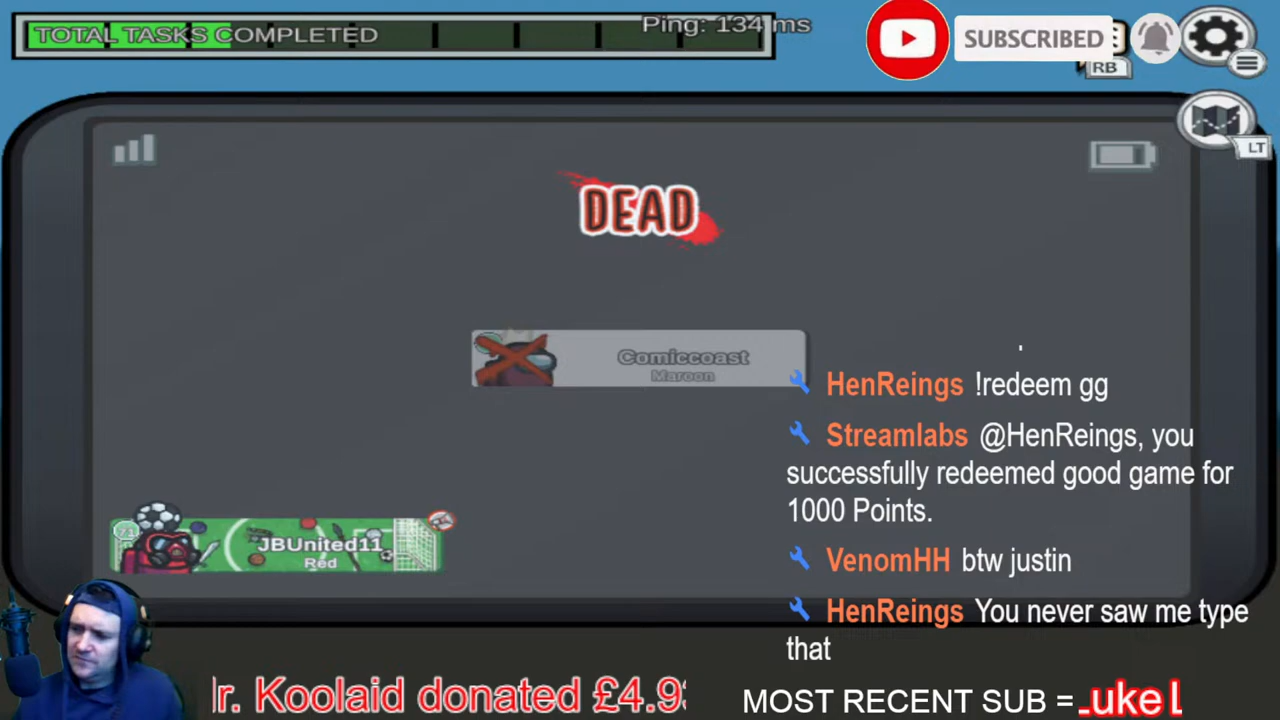 TOTAL TASKS COMPLETED
Ping: 134 ms
SUBSCRIBED
RB
LT
DEAD
Comiccoast
Maroon
HenReings !redeem gg
Streamlabs @HenReings, you
successfully redeemed good game for
1000 Points.
VenomHH btw justin
71
JBUnited11
Red
HenReings You never saw me type
that
r. Koolaid donated £4.9
MOST RECENT SUB = Luke